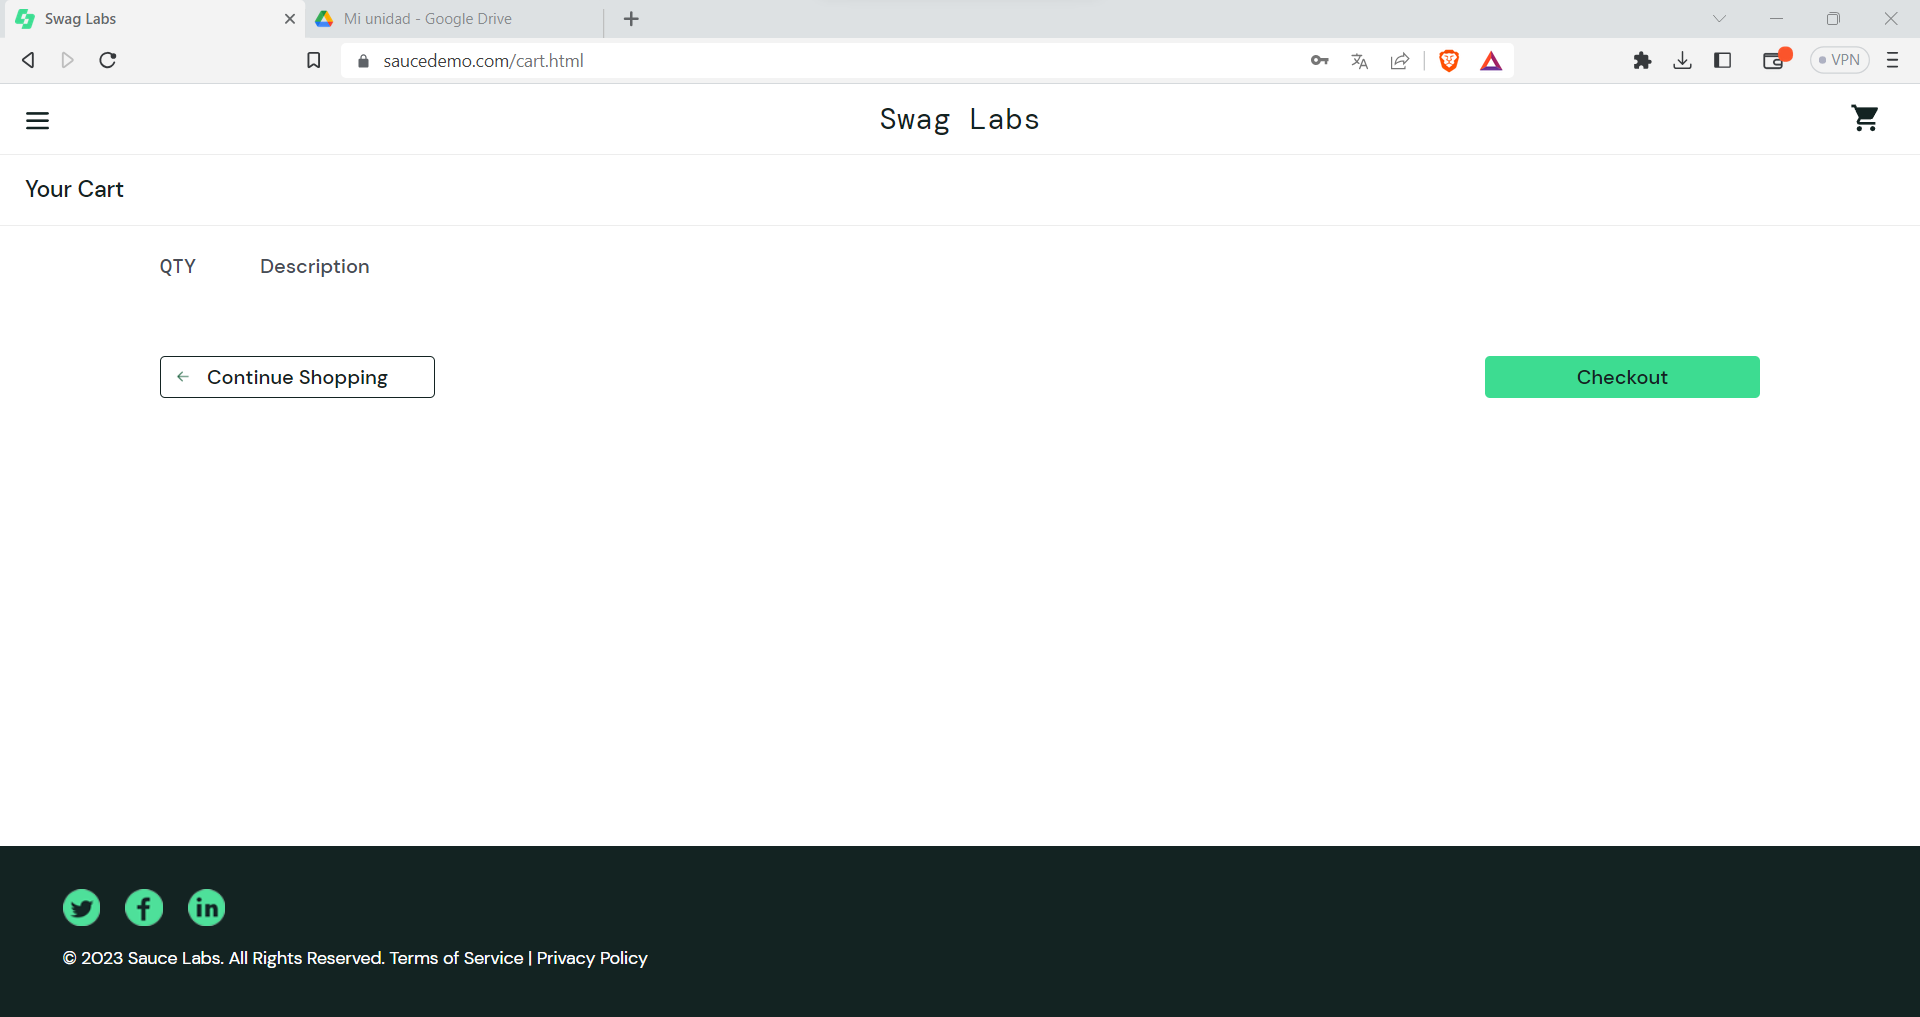 Swag Labs
Mi unidad - Google Drive
saucedemo.com/cart.html
VPN
Swag Labs
Your Cart
QTY Description
Continue Shopping
Checkout
© 2023 Sauce Labs. All Rights Reserved. Terms of Service | Privacy Policy